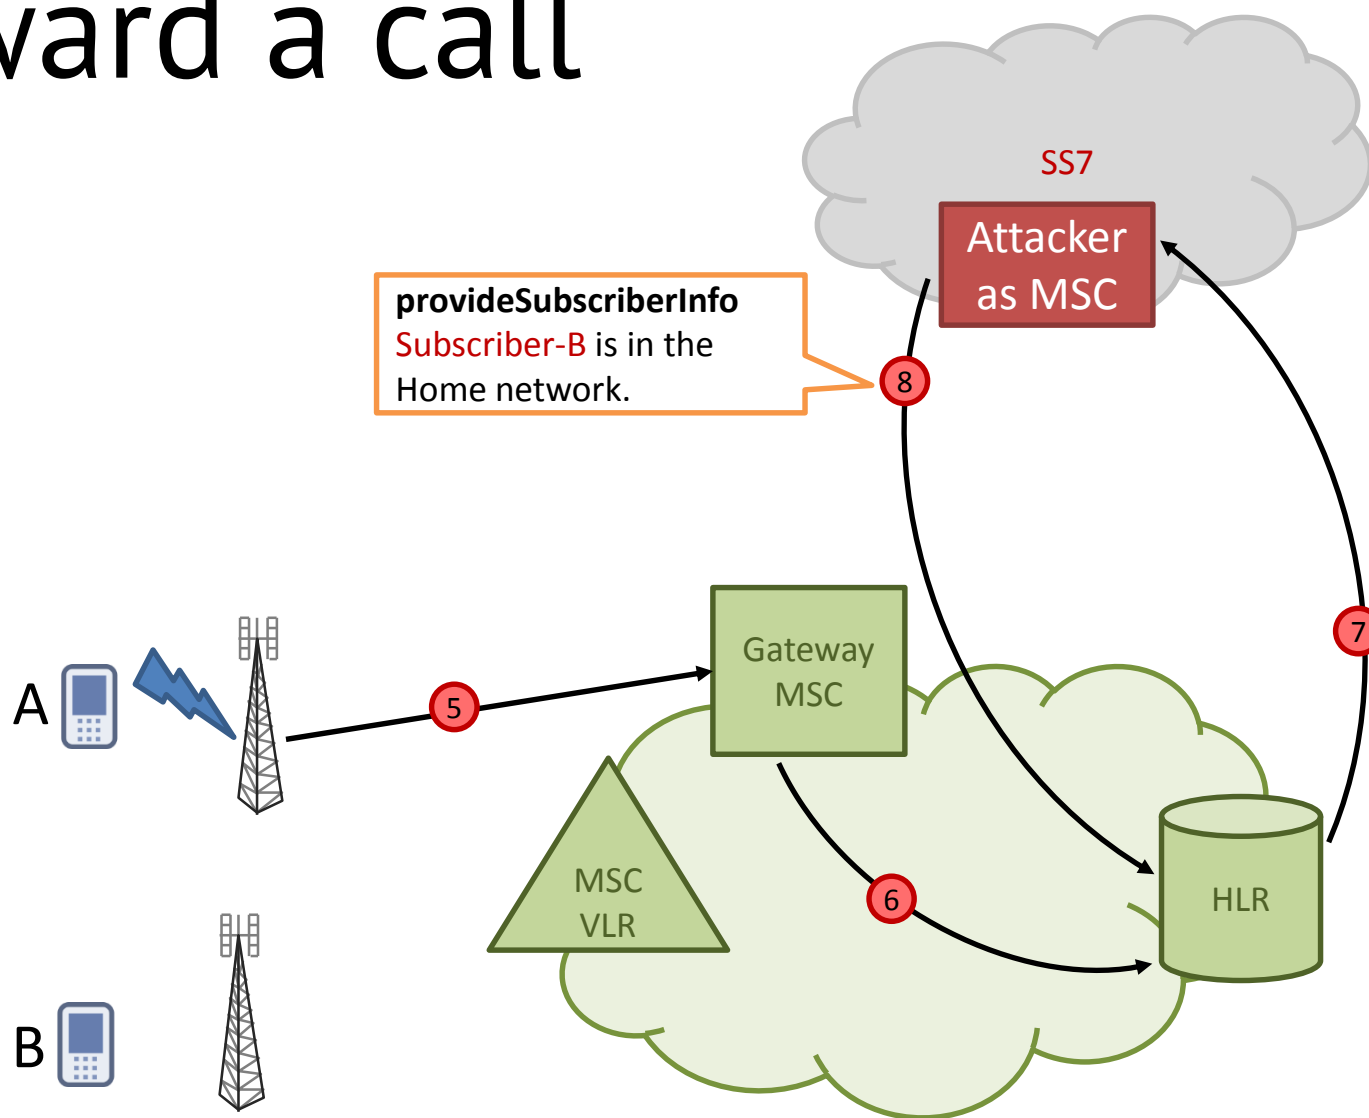 ward a call
SS7
Attacker
as MSC
provideSubscriberInfo
Subscriber-B is in the
Home network.
8
7
Gateway
MSC
A
5
MSC
VLR
6
HLR
B